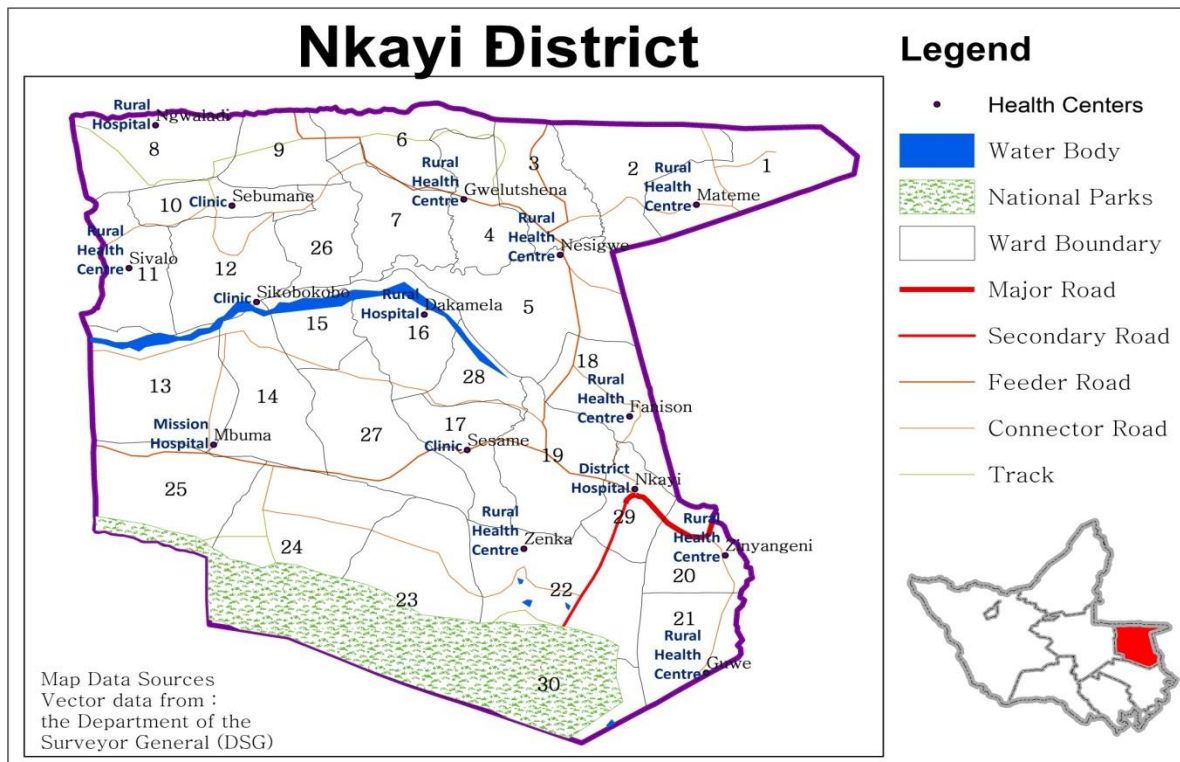 Nkayi Đistrict
Rural
Hospital
Ngwaladi
8
9
6
3
2
1
Rural
Health
Centre
Gwelutshena
Rural
Health
Centre
Mateme
10
Clinic
Sebumane
7
4
Rural
Health
Centre
Nesigwe
26
Rural
Health
Centre
Sivalo
11
12
Clinic
Sikobokobo
15
Rural
Hospital
Dakamela
16
5
18
28
Rural
Health
Centre
Fanison
13
14
Mission
Hospital
Mbuma
27
17
Clinic
Sesame
19
District
Hospital
Nkayi
25
24
Rural
Health
Centre
Zenka
29
Rural
Health
Centre
Zinyangeni
20
23
22
21
Rural
Health
Centre
Guwe
30
Map Data Sources
Vector data from :
the Department of the
Surveyor General (DSG)
Legend
Health Centers
Water Body
National Parks
Ward Boundary
Major Road
Secondary Road
Feeder Road
Connector Road
Track